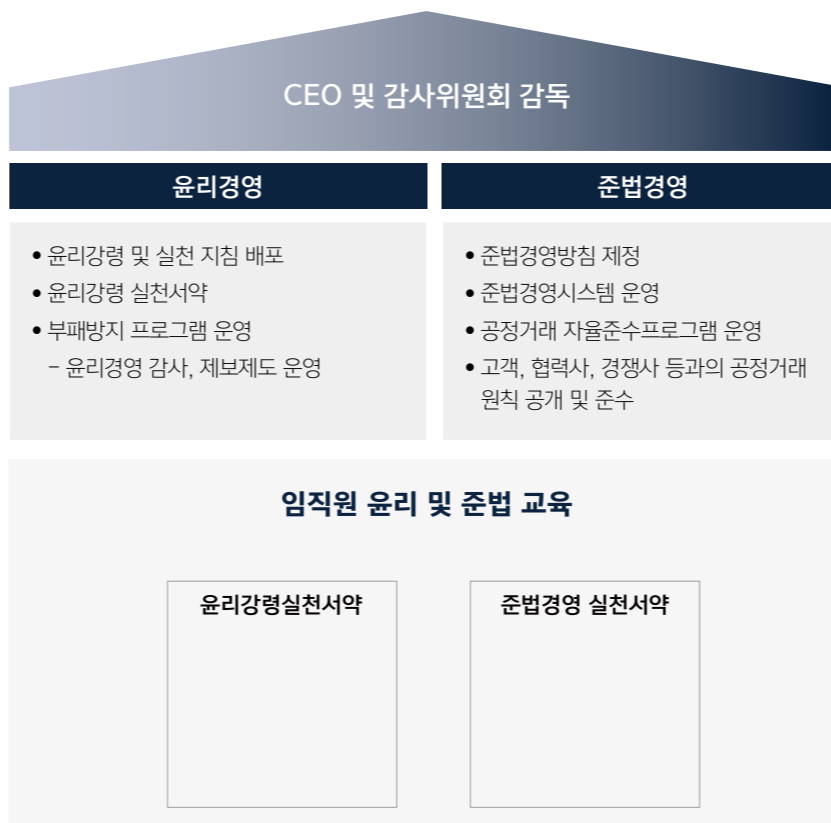 CEO 및 감사위원회 감독
윤리경영
• 윤리강령 및 실천 지침 배포
• 윤리강령 실천서약
• 부패방지 프로그램 운영
– 윤리경영 감사, 제보제도 운영
준법경영
• 준법경영방침 제정
• 준법경영시스템 운영
• 공정거래 자율준수프로그램 운영
• 고객, 협력사, 경쟁사 등과의 공정거래
원칙 공개 및 준수
임직원 윤리 및 준법 교육
윤리강령실천서약
준법경영 실천서약